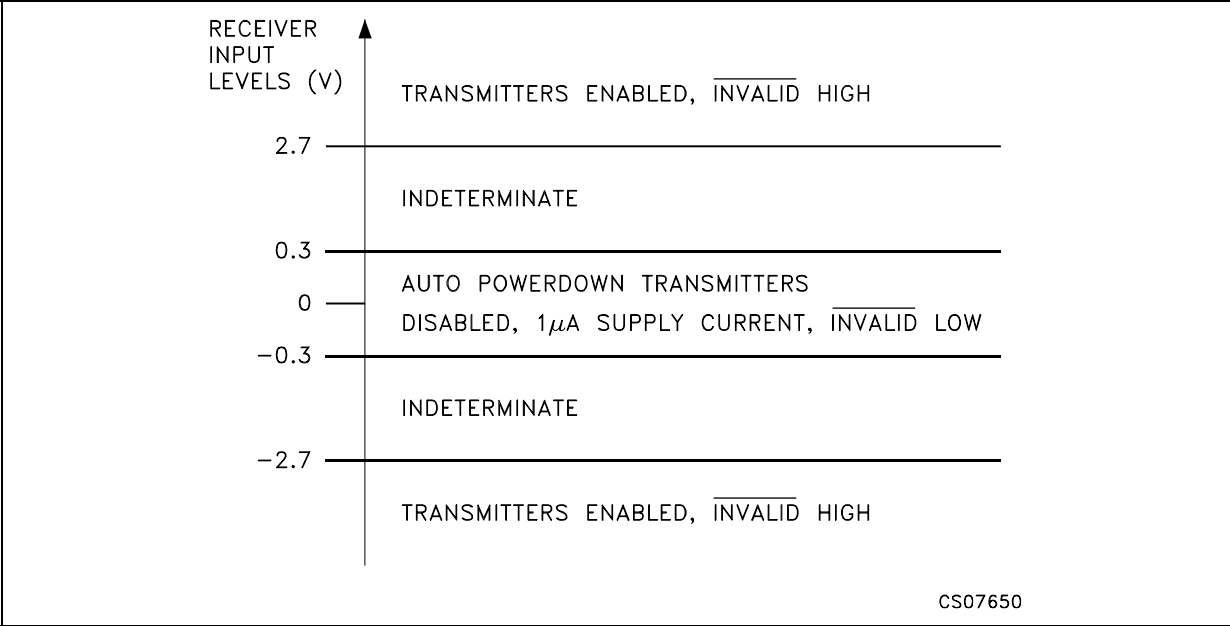 RECEIVER
INPUT
LEVELS (V)
TRANSMITTERS ENABLED, INVALID HIGH
2.7
INDETERMINATE
0.3
AUTO POWERDOWN TRANSMITTERS
0
DISABLED, 1μA SUPPLY CURRENT, INVALID LOW
−0.3
INDETERMINATE
−2.7
TRANSMITTERS ENABLED, INVALID HIGH
CS07650